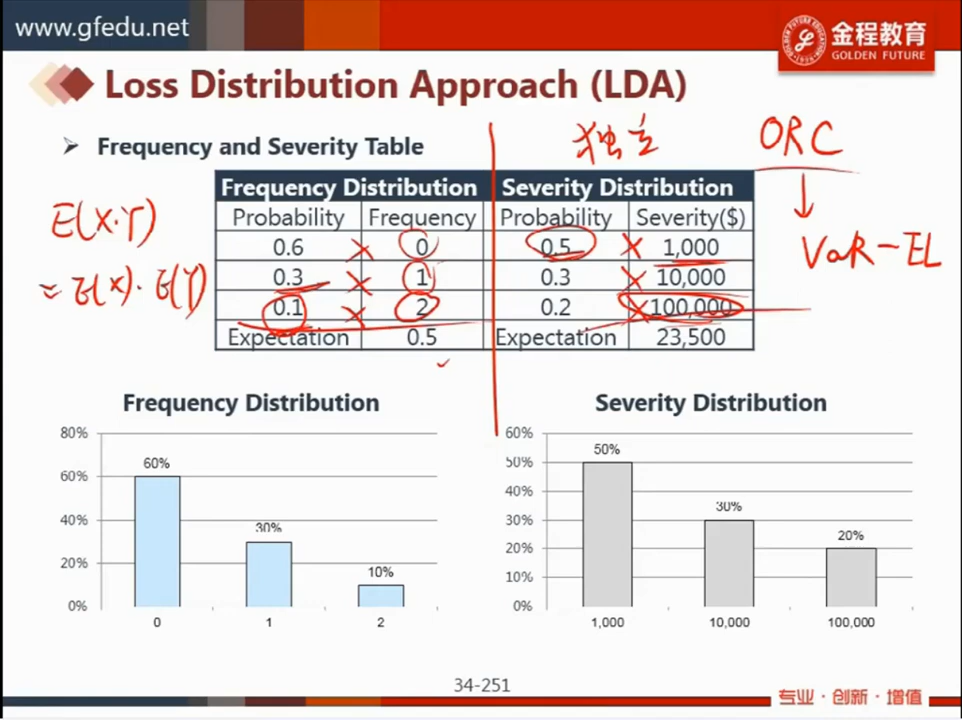 www.gfedu.net
金程教育
GOLDEN FUTURE
Loss Distribution Approach (LDA)
Frequency and Severity Table
独立
ORC
VaR-EL
E(X·Y)
= E(X)·E(Y)
Frequency Distribution Severity Distribution
Probability Frequency Probability Severity($)
0.6 × 0 0.5 × 1,000
0.3 × 1 0.3 × 10,000
0.1 × 2 0.2 × 100,000
Expectation 0.5 Expectation 23,500
Frequency Distribution
80%
60%
40%
20%
0%
60%
30%
10%
0 1 2
Severity Distribution
60%
50%
40%
30%
20%
10%
0%
50%
30%
20%
1,000 10,000 100,000
34-251
专业·创新·增值